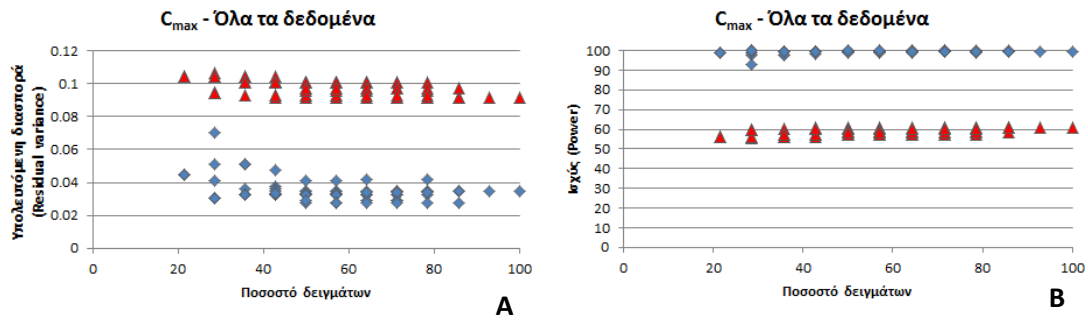 C_max - Όλα τα δεδομένα
Υπολειπόμενη διασπορά
(Residual variance)
0.12
0.1
0.08
0.06
0.04
0.02
0
0 20 40 60 80 100
Ποσοστό δειγμάτων
A
C_max - Όλα τα δεδομένα
Ισχύς (Power)
100
90
80
70
60
50
40
30
20
10
0
0 20 40 60 80 100
Ποσοστό δειγμάτων
B